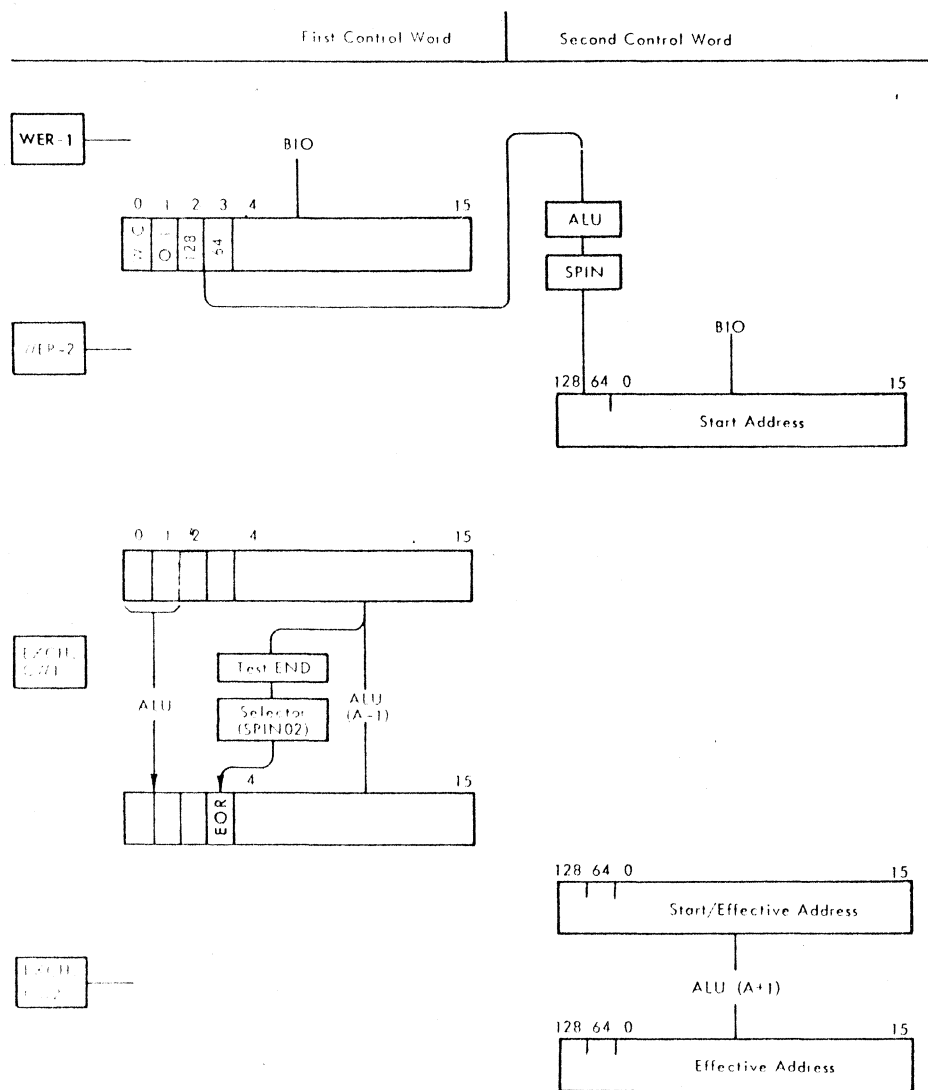 First Control Word
Second Control Word
WER-1
BIO
0 1 2 3 4 15
128
64
ALU
SPIN
BIO
128 64 0 15
Start Address
0 1 2 4 15
Test END
Selector
(SPIN02)
ALU
ALU
(A-1)
4 15
EOR
128 64 0 15
Start/Effective Address
ALU (A+1)
128 64 0 15
Effective Address